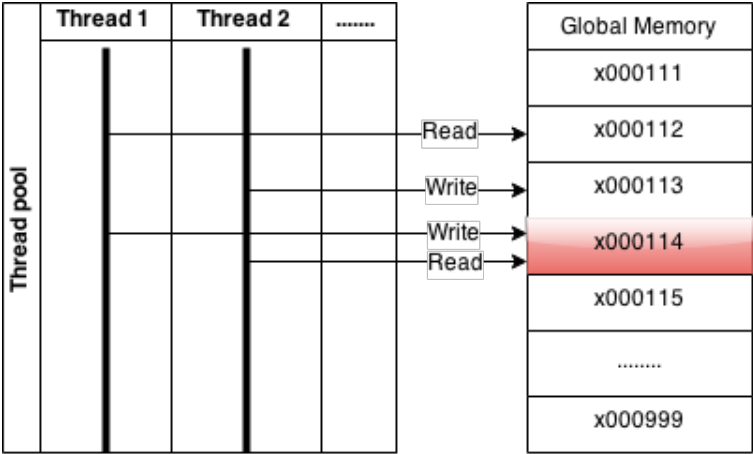 Thread 1
Thread 2
.......
Thread pool
Read
Write
Write
Read
Global Memory
x000111
x000112
x000113
x000114
x000115
........
x000999